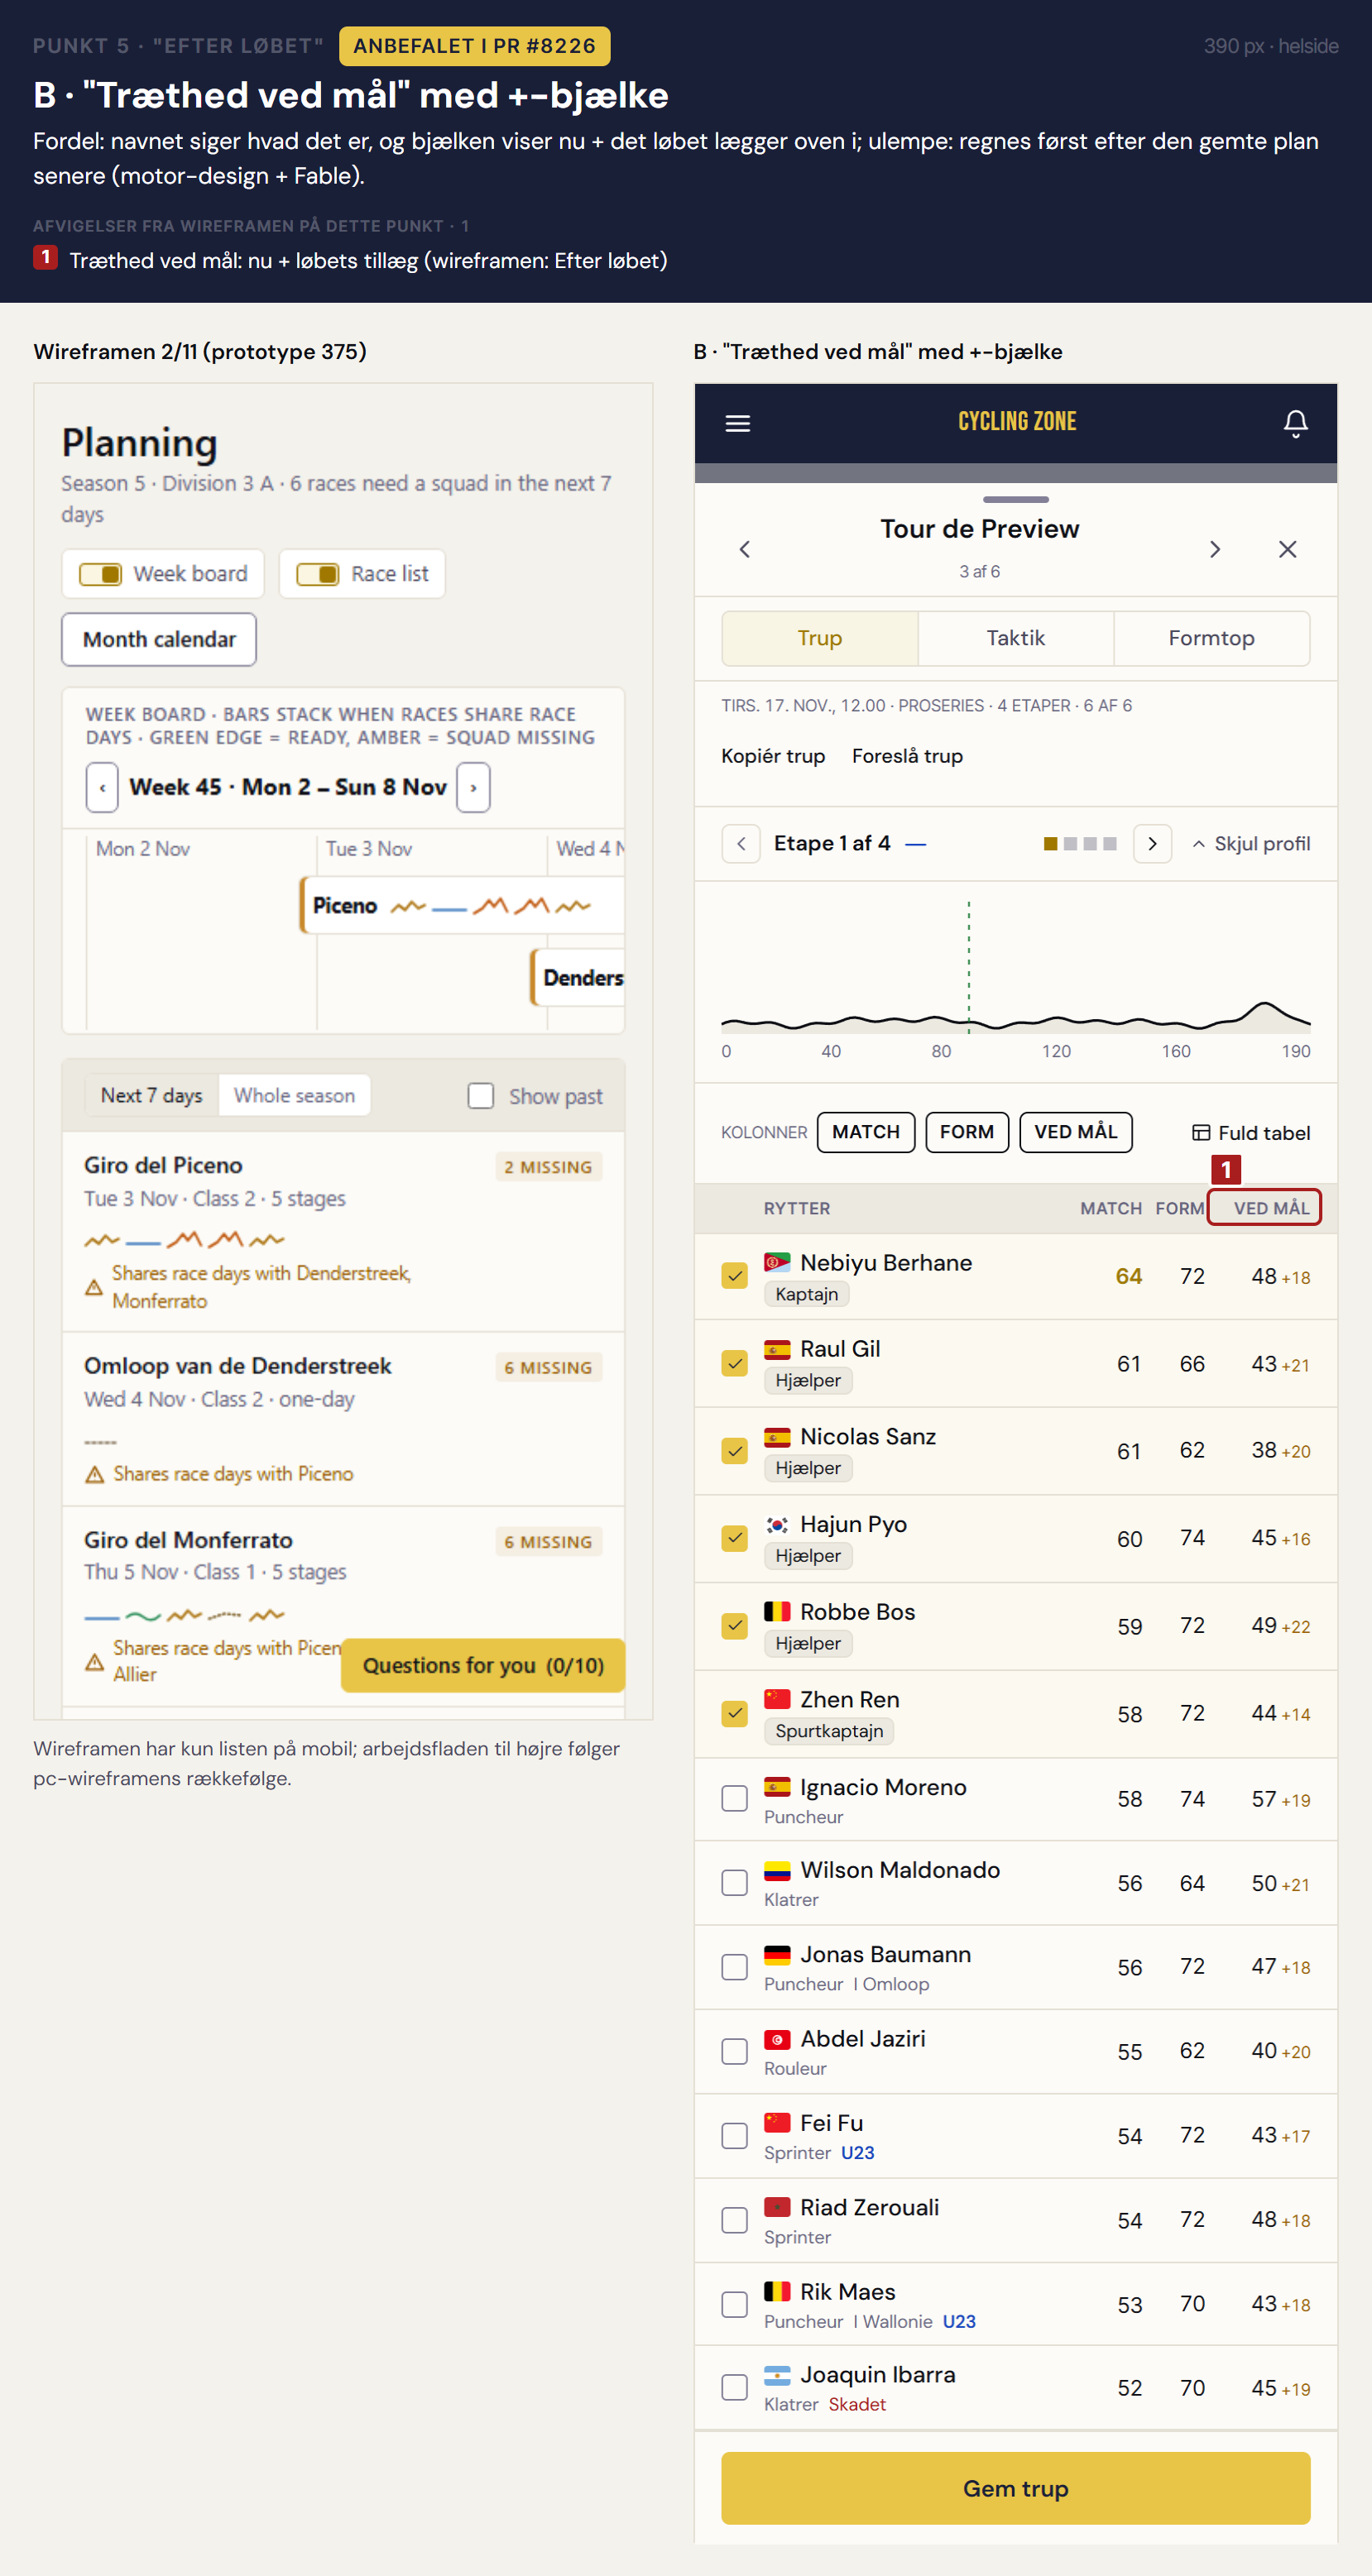 PUNKT 5 · "EFTER LØBET"
ANBEFALET I PR #8226
390 px · helside
B · "Træthed ved mål" med +-bjælke
Fordel: navnet siger hvad det er, og bjælken viser nu + det løbet lægger oven i; ulempe: regnes først efter den gemte plan
senere (motor-design + Fable).
AFVIGELSER FRA WIREFRAMEN PÅ DETTE PUNKT · 1
1 Træthed ved mål: nu + løbets tillæg (wireframen: Efter løbet)
Wireframen 2/11 (prototype 375)
Planning
Season 5 · Division 3 A · 6 races need a squad in the next 7
days
Week board
Race list
Month calendar
WEEK BOARD · BARS STACK WHEN RACES SHARE RACE
DAYS · GREEN EDGE = READY, AMBER = SQUAD MISSING
‹ Week 45 · Mon 2 – Sun 8 Nov ›
Mon 2 Nov
Tue 3 Nov
Wed 4 N
Piceno
Denders
Next 7 days
Whole season
Show past
Giro del Piceno
2 MISSING
Tue 3 Nov · Class 2 · 5 stages
Shares race days with Denderstreek,
Monferrato
Omloop van de Denderstreek
6 MISSING
Wed 4 Nov · Class 2 · one-day
Shares race days with Piceno
Giro del Monferrato
6 MISSING
Thu 5 Nov · Class 1 · 5 stages
Shares race days with Picen
Allier
Questions for you (0/10)
Wireframen har kun listen på mobil; arbejdsfladen til højre følger
pc-wireframens rækkefølge.
B · "Træthed ved mål" med +-bjælke
CYCLING ZONE
Tour de Preview
3 af 6
Trup
Taktik
Formtop
TIRS. 17. NOV., 12.00 · PROSERIES · 4 ETAPER · 6 AF 6
Kopiér trup
Foreslå trup
Etape 1 af 4
Skjul profil
0 40 80 120 160 190
KOLONNER MATCH FORM VED MÅL
Fuld tabel
1
RYTTER MATCH FORM VED MÅL
Nebiyu Berhane
Kaptajn
64 72 48 +18
Raul Gil
Hjælper
61 66 43 +21
Nicolas Sanz
Hjælper
61 62 38 +20
Hajun Pyo
Hjælper
60 74 45 +16
Robbe Bos
Hjælper
59 72 49 +22
Zhen Ren
Spurtkaptajn
58 72 44 +14
Ignacio Moreno
Puncheur
58 74 57 +19
Wilson Maldonado
Klatrer
56 64 50 +21
Jonas Baumann
Puncheur I Omloop
56 72 47 +18
Abdel Jaziri
Rouleur
55 62 40 +20
Fei Fu
Sprinter U23
54 72 43 +17
Riad Zerouali
Sprinter
54 72 48 +18
Rik Maes
Puncheur I Wallonie U23
53 70 43 +18
Joaquin Ibarra
Klatrer Skadet
52 70 45 +19
Gem trup